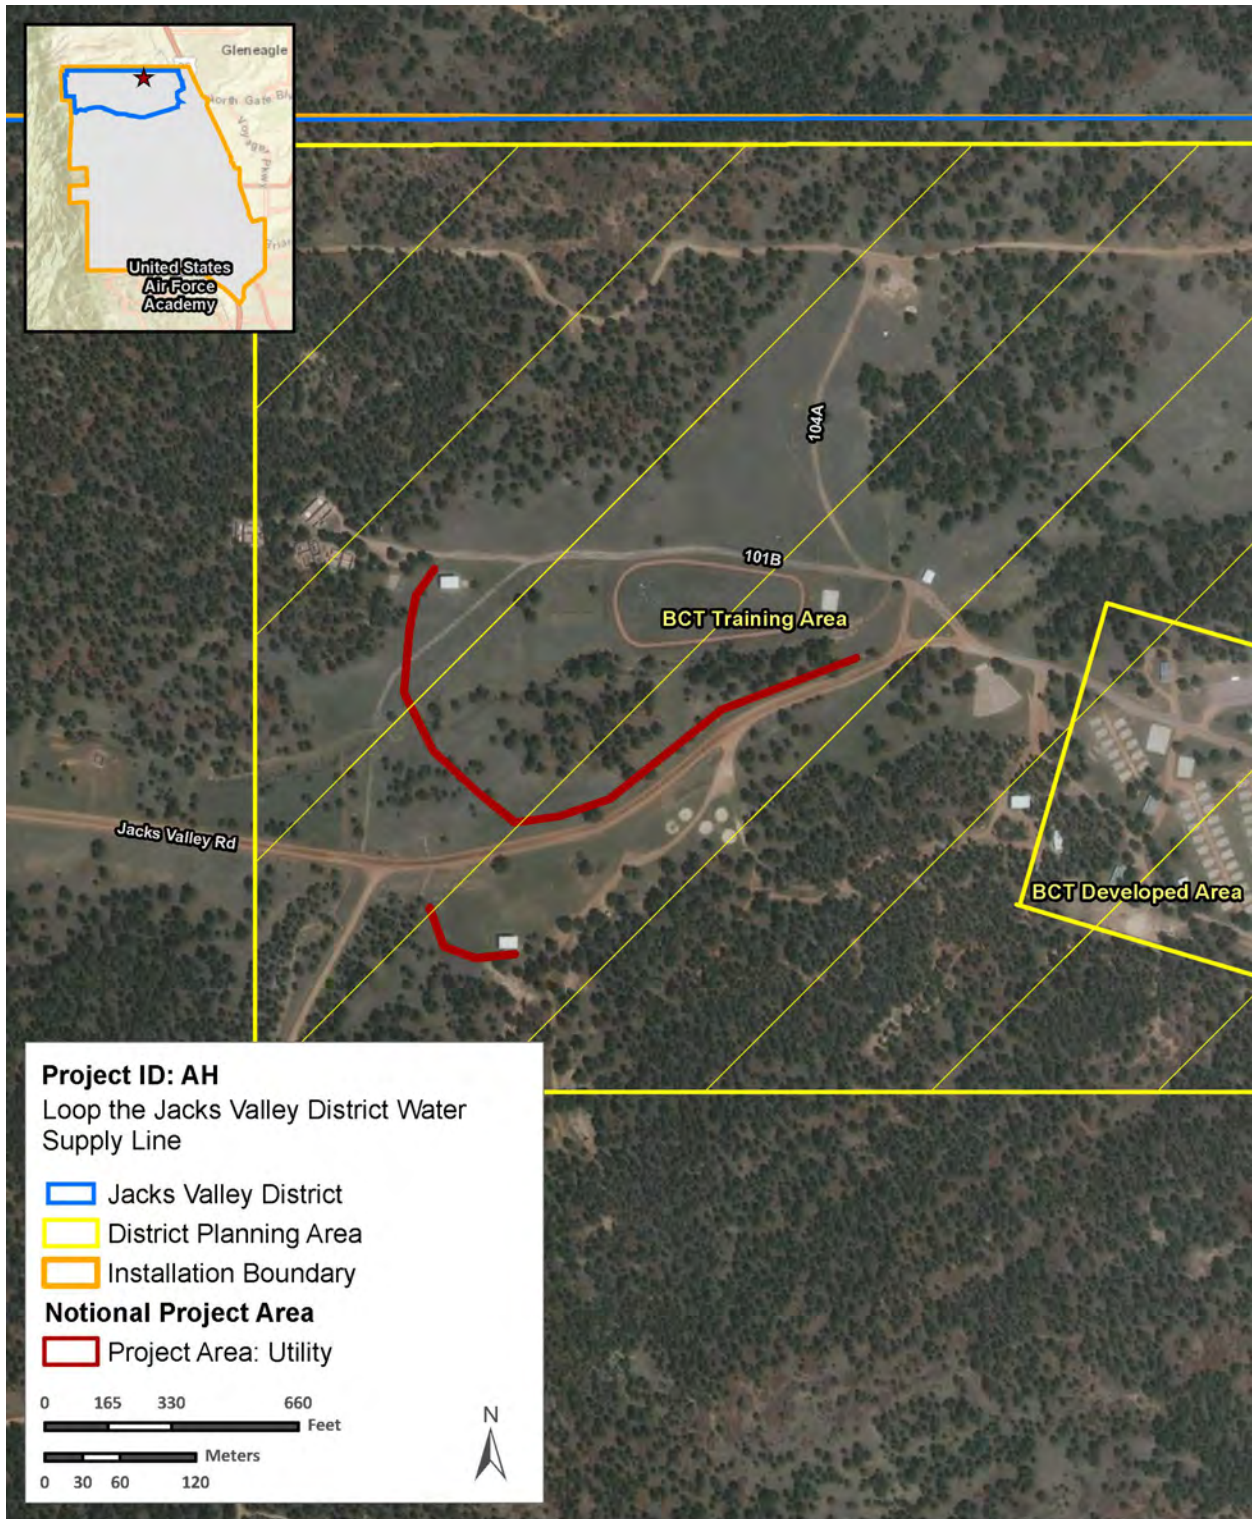 Gleneagle
North Gate Blv
Voyager Pkwy
Briar
United States
Air Force
Academy
104A
101B
BCT Training Area
Jacks Valley Rd
BCT Developed Area
Project ID: AH
Loop the Jacks Valley District Water
Supply Line
Jacks Valley District
District Planning Area
Installation Boundary
Notional Project Area
Project Area: Utility
0 165 330 660
Feet
Meters
0 30 60 120
N